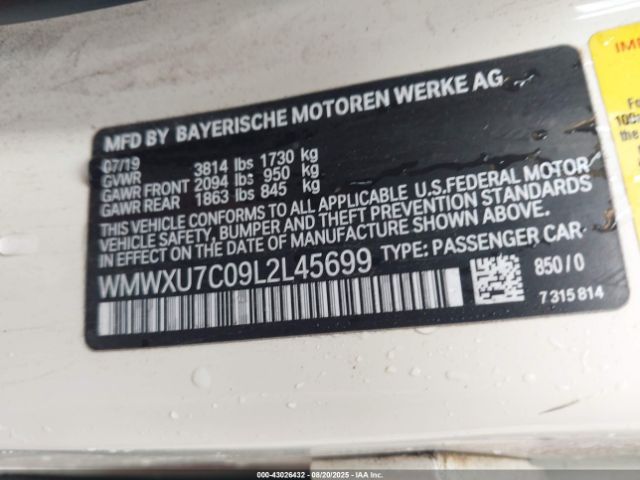 MFD BY BAYERISCHE MOTOREN WERKE AG
07/19
GVWR 3814 lbs 1730 kg
GAWR FRONT 2094 lbs 950 kg
GAWR REAR 1863 lbs 845 kg
THIS VEHICLE CONFORMS TO ALL APPLICABLE U.S.FEDERAL MOTOR
VEHICLE SAFETY, BUMPER AND THEFT PREVENTION STANDARDS
IN EFFECT ON THE DATE OF MANUFACTURE SHOWN ABOVE.
WMWXU7C09L2L45699 TYPE: PASSENGER CAR
850/0
7 315 814
000-43026432 - 08/20/2025 - COPYRIGHT IAA, LLC